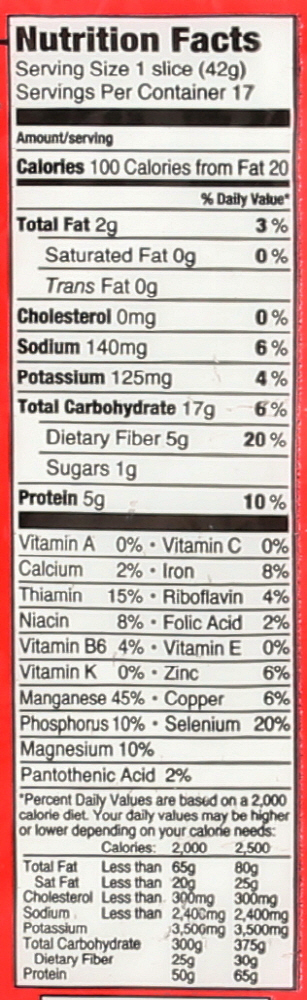 Nutrition Facts
Serving Size 1 slice (42g)
Servings Per Container 17
Amount/serving
Calories 100 Calories from Fat 20
% Daily Value*
Total Fat 2g 3%
Saturated Fat 0g 0%
Trans Fat 0g
Cholesterol 0mg 0%
Sodium 140mg 6%
Potassium 125mg 4%
Total Carbohydrate 17g 6%
Dietary Fiber 5g 20%
Sugars 1g
Protein 5g 10%
Vitamin A 0% • Vitamin C 0%
Calcium 2% • Iron 8%
Thiamin 15% • Riboflavin 4%
Niacin 8% • Folic Acid 2%
Vitamin B6 4% • Vitamin E 0%
Vitamin K 0% • Zinc 6%
Manganese 45% • Copper 6%
Phosphorus 10% • Selenium 20%
Magnesium 10%
Pantothenic Acid 2%
*Percent Daily Values are based on a 2,000
calorie diet. Your daily values may be higher
or lower depending on your calorie needs:
Calories: 2,000 2,500
Total Fat Less than 65g 80g
Sat Fat Less than 20g 25g
Cholesterol Less than 300mg 300mg
Sodium Less than 2,400mg 2,400mg
Potassium 3,500mg 3,500mg
Total Carbohydrate 300g 375g
Dietary Fiber 25g 30g
Protein 50g 65g